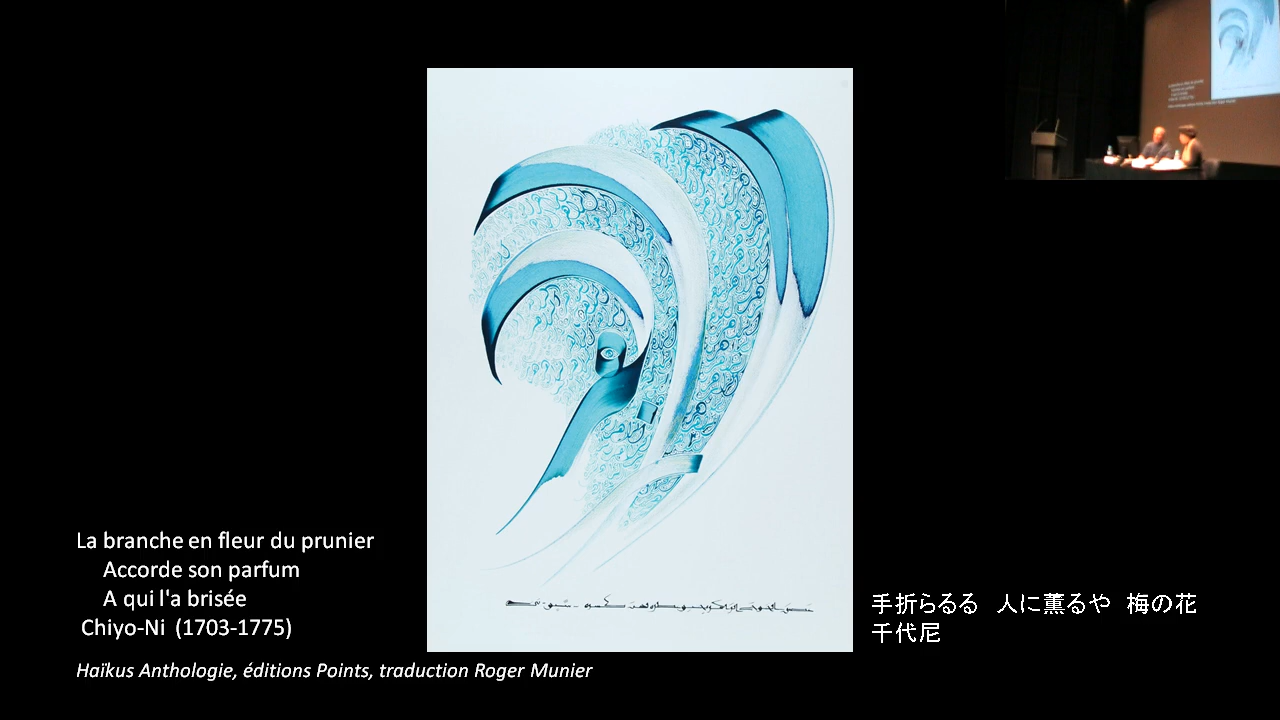 La branche en fleur du prunier
Accorde son parfum
A qui l'a brisée
Chiyo-Ni (1703-1775)
Haïkus Anthologie, éditions Points, traduction Roger Munier
手折らるる 人に薫るや 梅の花
千代尼